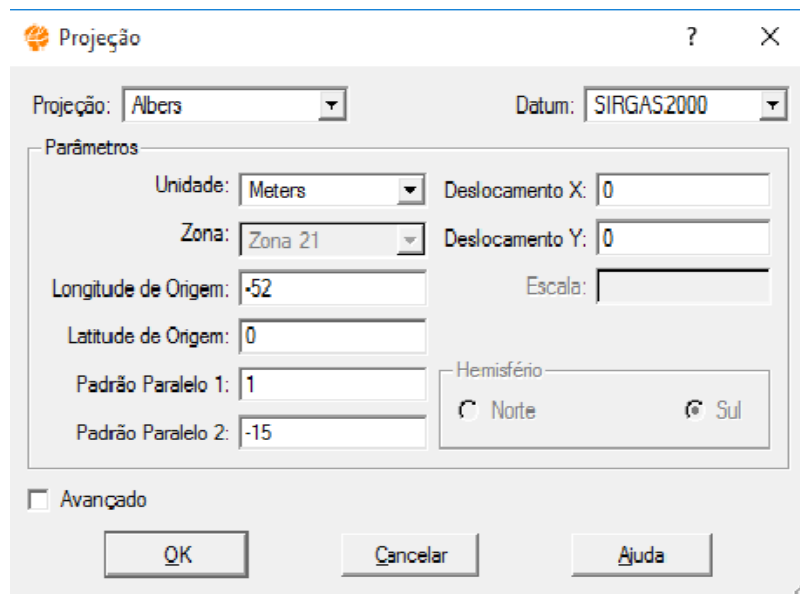 Projeção ?
Projeção: Albers Datum: SIRGAS2000
Parâmetros
Unidade: Meters Deslocamento X: 0
Zona: Zona 21 Deslocamento Y: 0
Longitude de Origem: -52 Escala:
Latitude de Origem: 0
Padrão Paralelo 1: 1 Hemisfério
Norte Sul
Padrão Paralelo 2: -15
Avançado
OK Cancelar Ajuda